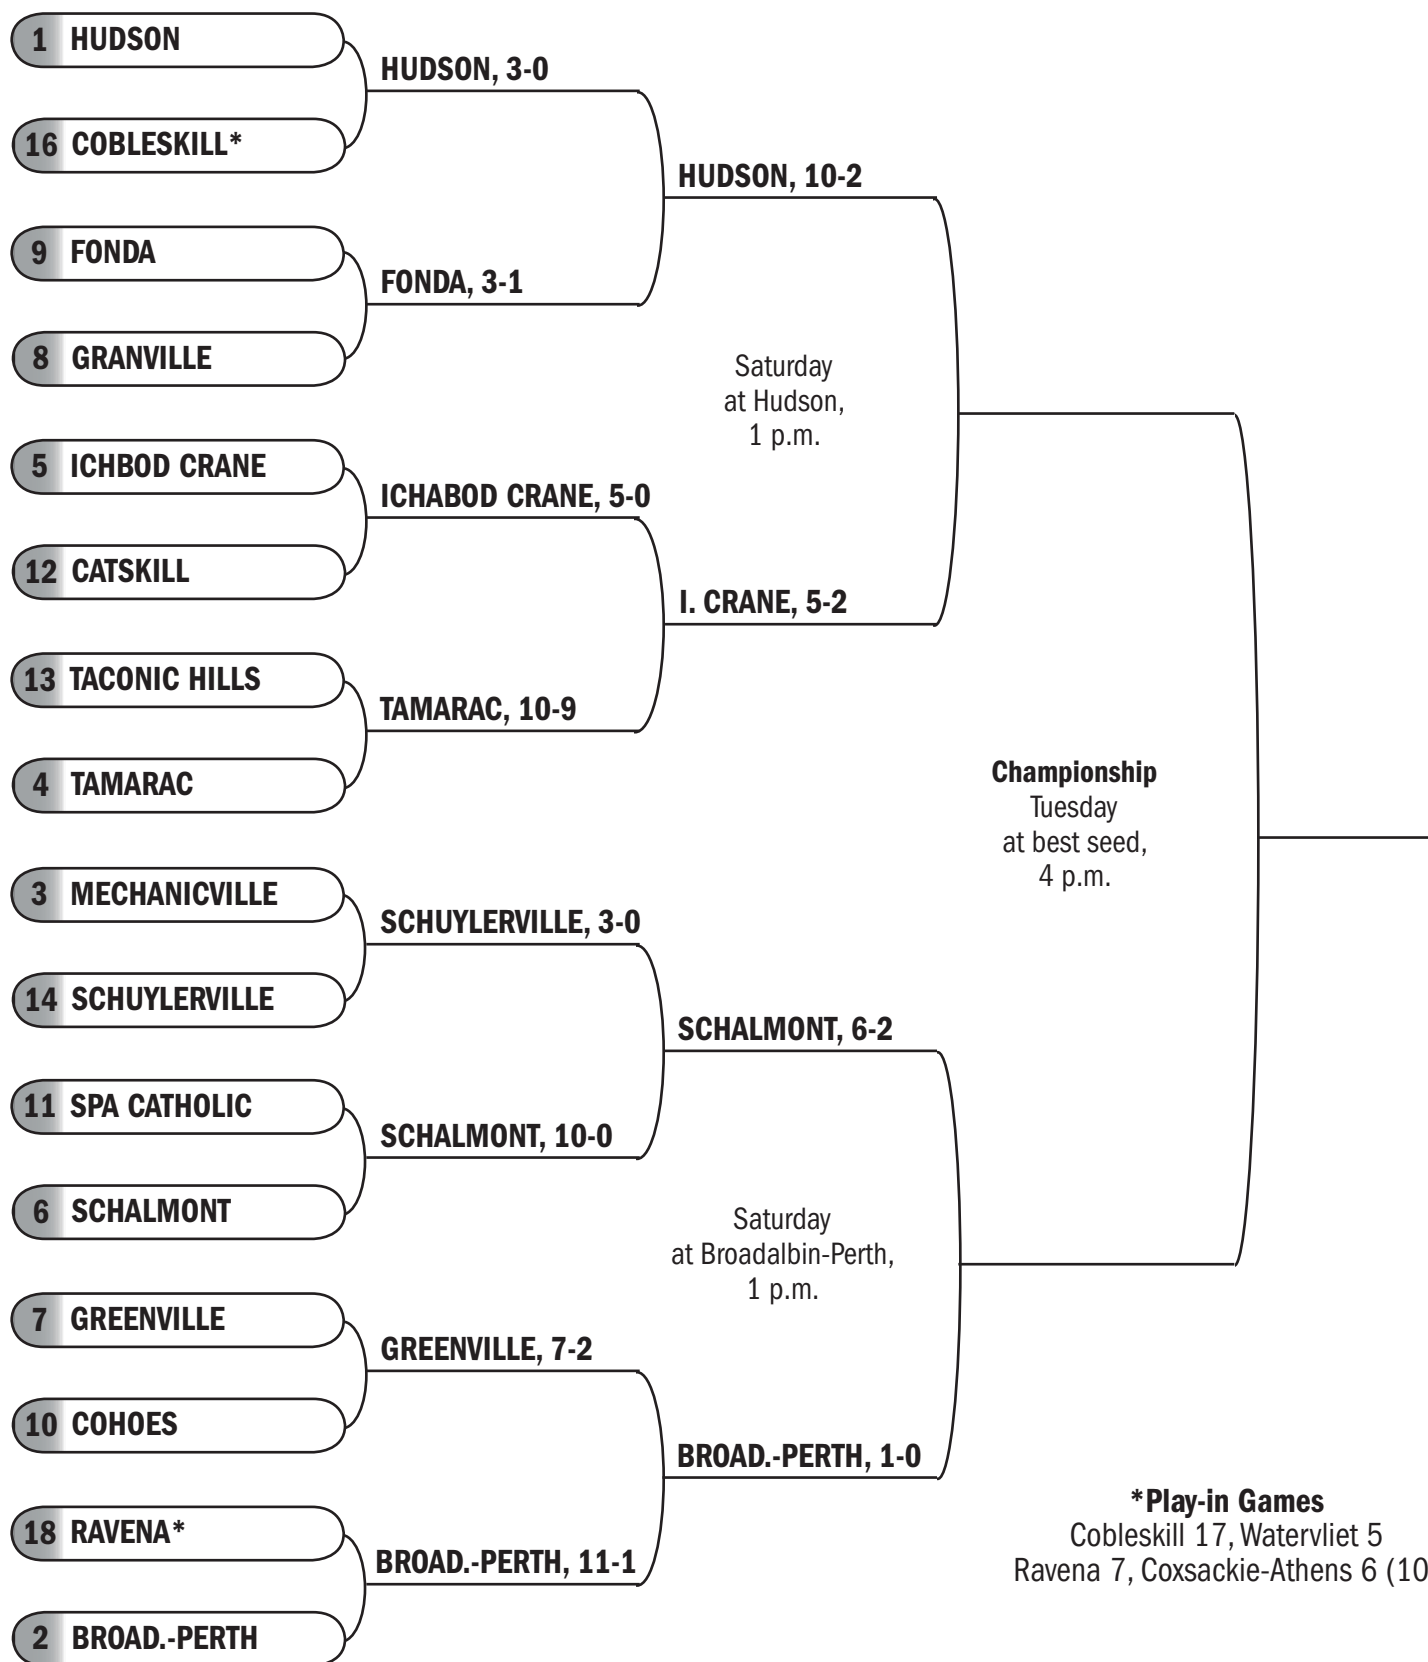 1 HUDSON
16 COBLESKILL*
9 FONDA
8 GRANVILLE
5 ICHBOD CRANE
12 CATSKILL
13 TACONIC HILLS
4 TAMARAC
3 MECHANICVILLE
14 SCHUYLERVILLE
11 SPA CATHOLIC
6 SCHALMONT
7 GREENVILLE
10 COHOES
18 RAVENA*
2 BROAD.-PERTH
HUDSON, 3-0
FONDA, 3-1
ICHABOD CRANE, 5-0
TAMARAC, 10-9
SCHUYLERVILLE, 3-0
SCHALMONT, 10-0
GREENVILLE, 7-2
BROAD.-PERTH, 11-1
HUDSON, 10-2
Saturday
at Hudson,
1 p.m.
I. CRANE, 5-2
SCHALMONT, 6-2
Saturday
at Broadalbin-Perth,
1 p.m.
BROAD.-PERTH, 1-0
Championship
Tuesday
at best seed,
4 p.m.
*Play-in Games
Cobleskill 17, Watervliet 5
Ravena 7, Coxsackie-Athens 6 (10